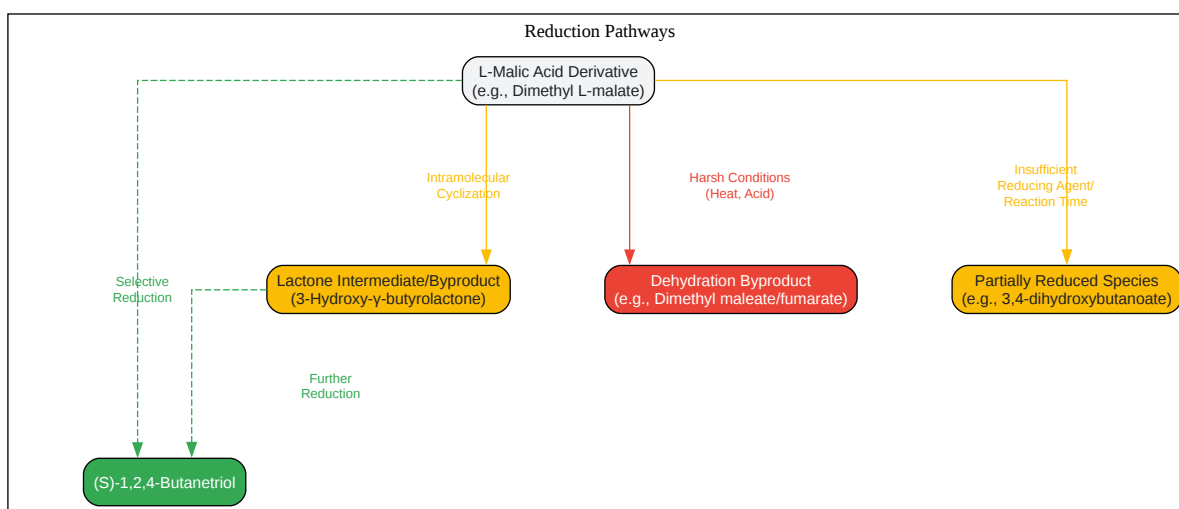 Reduction Pathways
L-Malic Acid Derivative
(e.g., Dimethyl L-malate)
Intramolecular
Cyclization
Harsh Conditions
(Heat, Acid)
Insufficient
Reducing Agent/
Reaction Time
Selective
Reduction
Lactone Intermediate/Byproduct
(3-Hydroxy-γ-butyrolactone)
Dehydration Byproduct
(e.g., Dimethyl maleate/fumarate)
Partially Reduced Species
(e.g., 3,4-dihydroxybutanoate)
Further
Reduction
(S)-1,2,4-Butanetriol